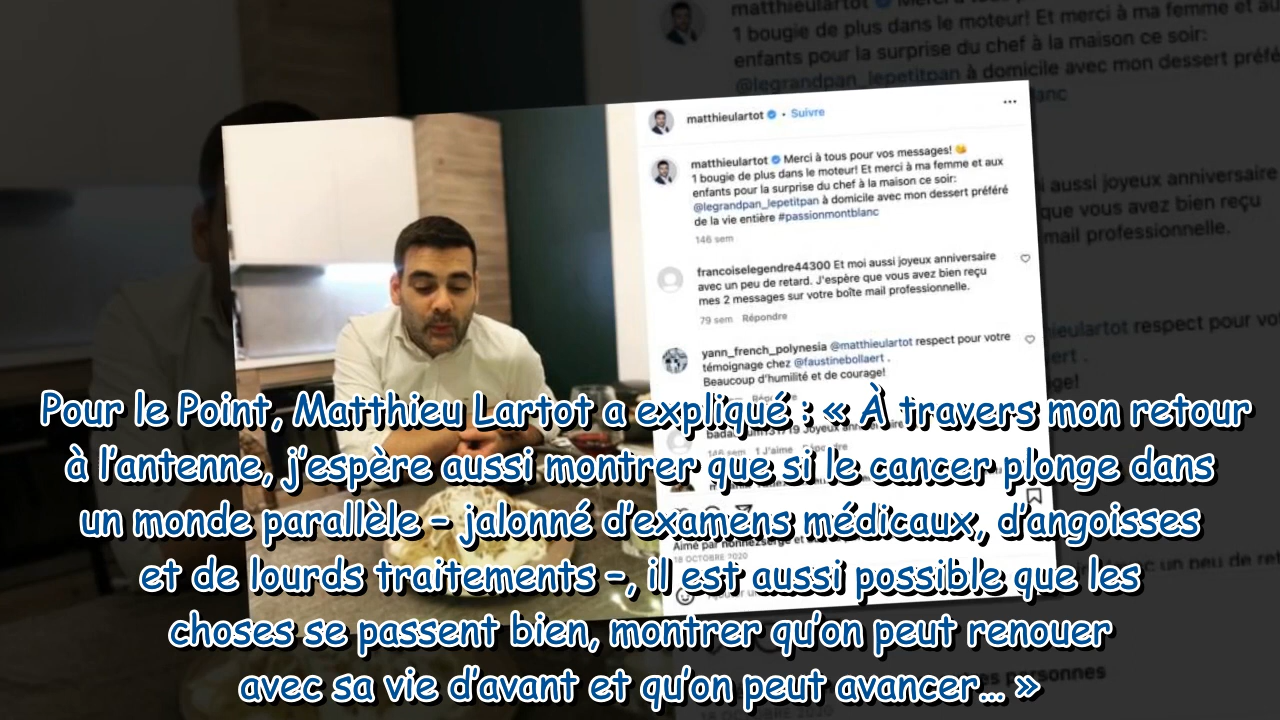 matthieulartot • Suivre
matthieulartot Merci à tous pour vos messages! 😘
1 bougie de plus dans le moteur! Et merci à ma femme et aux
enfants pour la surprise du chef à la maison ce soir:
@legrandpan_lepetitpan à domicile avec mon dessert préféré
de la vie entière #passionmontblanc
146 sem
francoiselegendre44300 Et moi aussi joyeux anniversaire
avec un peu de retard. J'espère que vous avez bien reçu
mes 2 messages sur votre boîte mail professionnelle.
79 sem Répondre
yann_french_polynesia @matthieulartot respect pour votre
témoignage chez @faustinebollaert .
Beaucoup d'humilité et de courage!
Pour le Point, Matthieu Lartot a expliqué : « À travers mon retour
à l’antenne, j’espère aussi montrer que si le cancer plonge dans
un monde parallèle – jalonné d’examens médicaux, d’angoisses
et de lourds traitements –, il est aussi possible que les
choses se passent bien, montrer qu’on peut renouer
avec sa vie d’avant et qu’on peut avancer… »
146 sem 1 J'aime Répondre
Aimé par nonnezserge et
18 OCTOBRE 2020